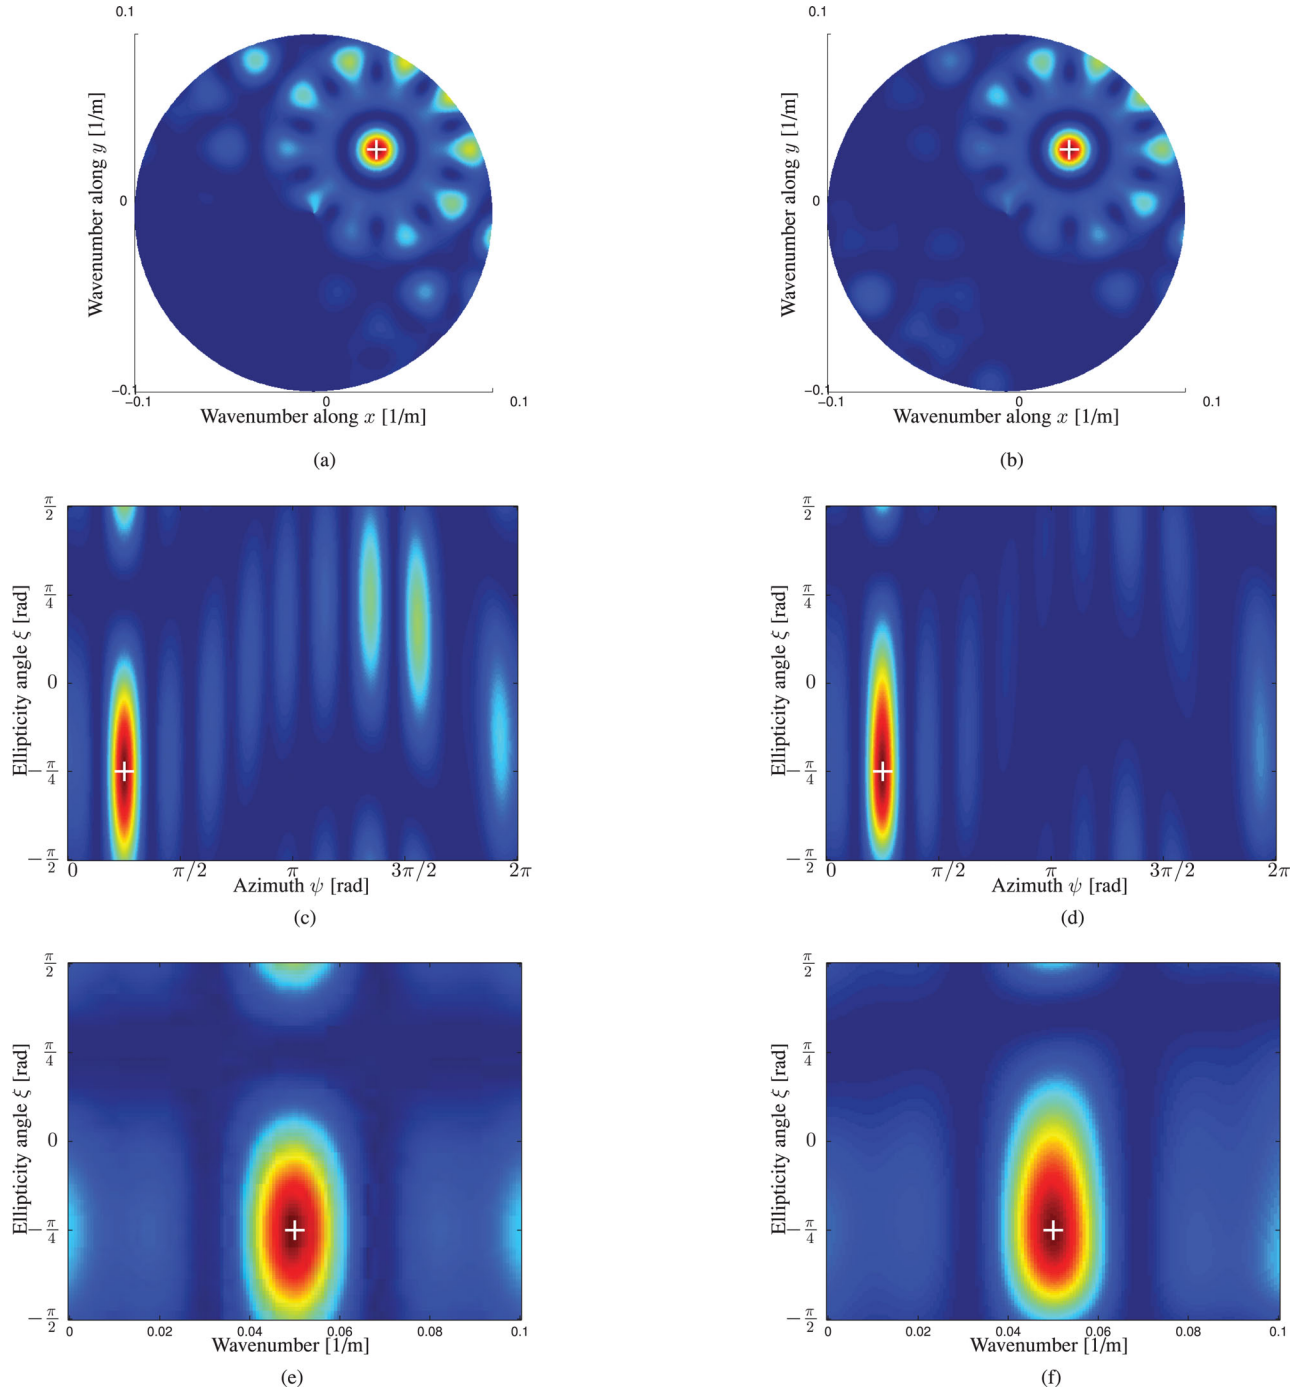 0.1
0.1
Wavenumber along y [1/m]
Wavenumber along y [1/m]
0
0
−0.1
−0.1
−0.1 0 0.1
−0.1 0 0.1
Wavenumber along x [1/m]
Wavenumber along x [1/m]
(a)
(b)
π/2
π/4
0
−π/4
−π/2
Ellipticity angle ξ [rad]
0 π/2 π 3π/2 2π
Azimuth ψ [rad]
(c)
π/2
π/4
0
−π/4
−π/2
Ellipticity angle ξ [rad]
0 π/2 π 3π/2 2π
Azimuth ψ [rad]
(d)
π/2
π/4
0
−π/4
−π/2
Ellipticity angle ξ [rad]
0 0.02 0.04 0.06 0.08 0.1
Wavenumber [1/m]
(e)
π/2
π/4
0
−π/4
−π/2
Ellipticity angle ξ [rad]
0 0.02 0.04 0.06 0.08 0.1
Wavenumber [1/m]
(f)